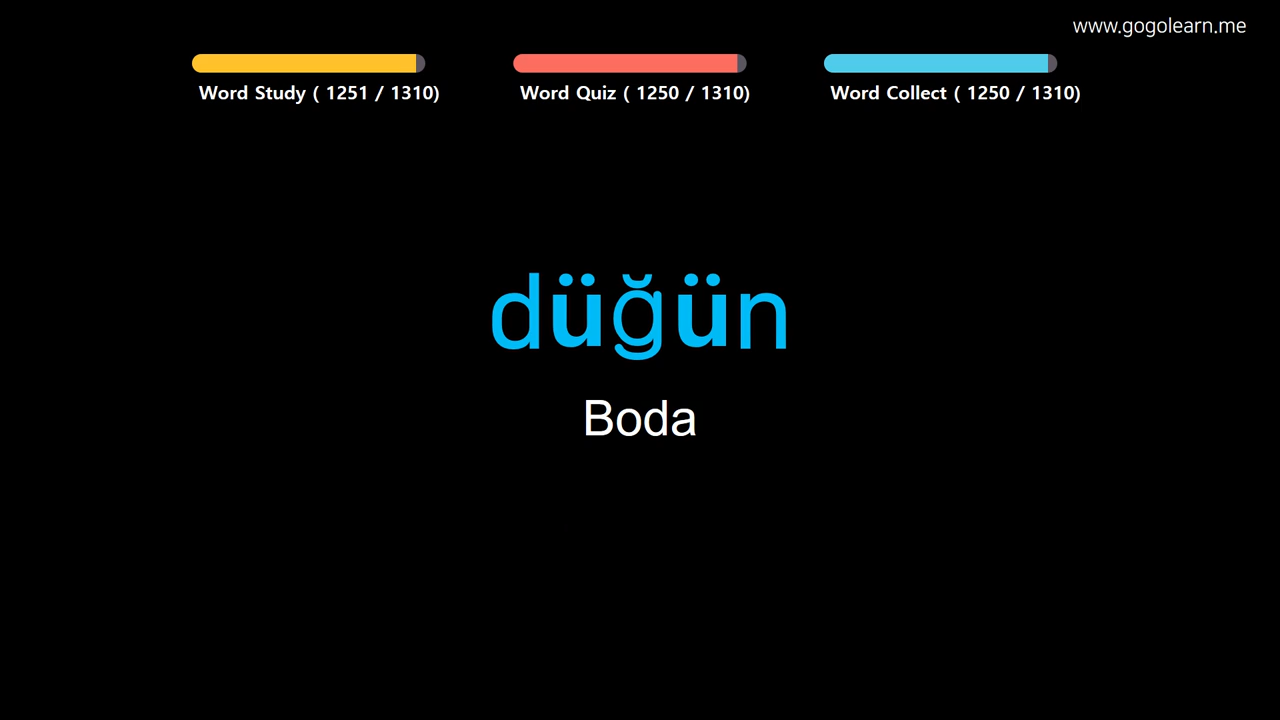 www.gogolearn.me
Word Study ( 1251 / 1310)
Word Quiz ( 1250 / 1310)
Word Collect ( 1250 / 1310)
düğün
Boda